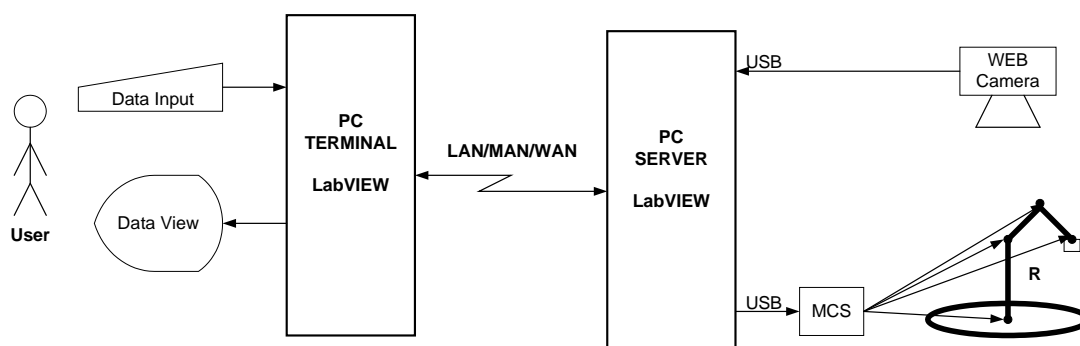 User
Data Input
Data View
PC
TERMINAL
LabVIEW
LAN/MAN/WAN
PC
SERVER
LabVIEW
USB
WEB
Camera
USB
MCS
R